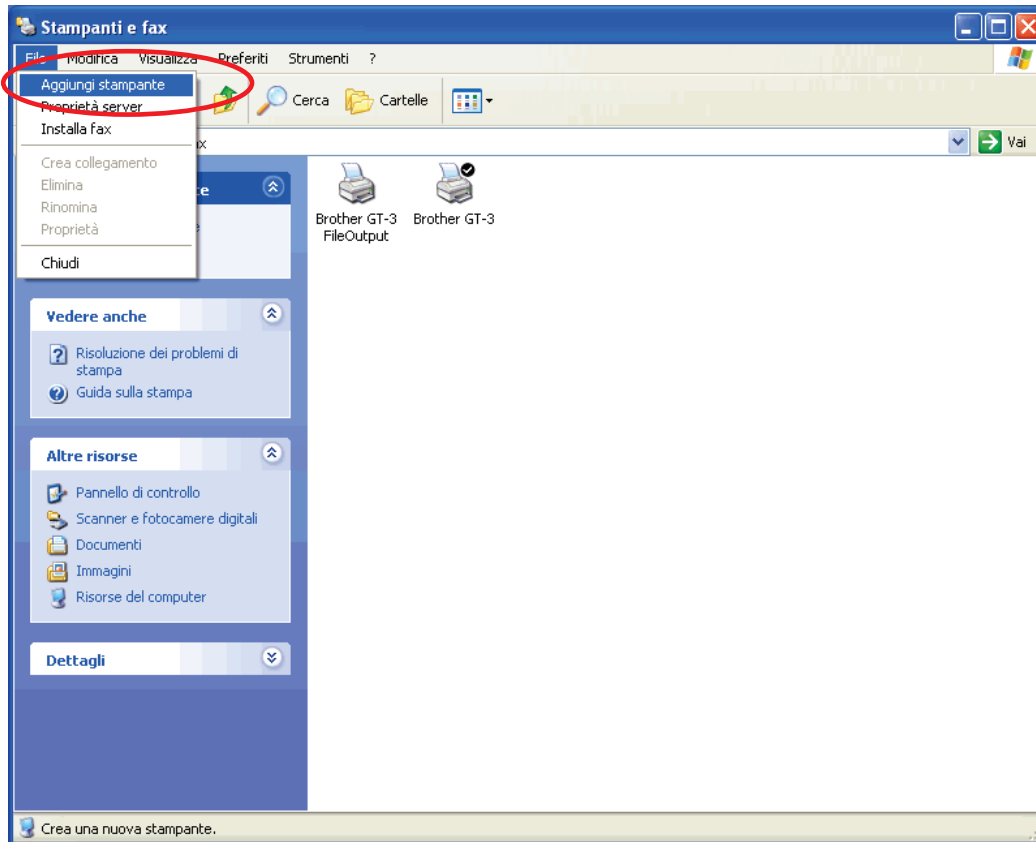 Stampanti e fax
File Modifica Visualizza Preferiti Strumenti ?
Aggiungi stampante
Proprietà server
Installa fax
Crea collegamento
Elimina
Rinomina
Proprietà
Chiudi
Cerca Cartelle
Vai
Brother GT-3
FileOutput
Brother GT-3
Vedere anche
Risoluzione dei problemi di
stampa
Guida sulla stampa
Altre risorse
Pannello di controllo
Scanner e fotocamere digitali
Documenti
Immagini
Risorse del computer
Dettagli
Crea una nuova stampante.